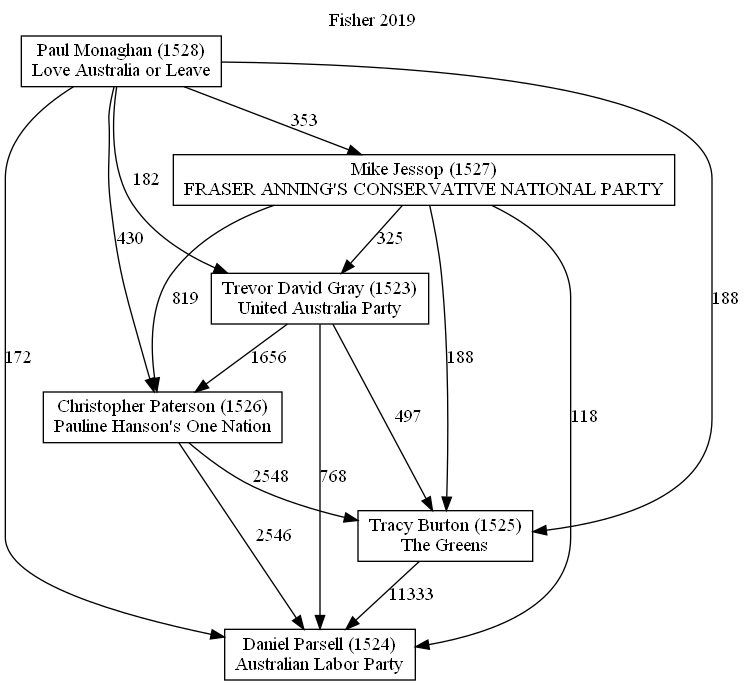 Fisher 2019
Paul Monaghan (1528)
Love Australia or Leave
353
Mike Jessop (1527)
FRASER ANNING'S CONSERVATIVE NATIONAL PARTY
182
430
325
819
188
Trevor David Gray (1523)
United Australia Party
172
1656
188
Christopher Paterson (1526)
Pauline Hanson's One Nation
497
118
2548
768
Tracy Burton (1525)
The Greens
2546
11333
Daniel Parsell (1524)
Australian Labor Party